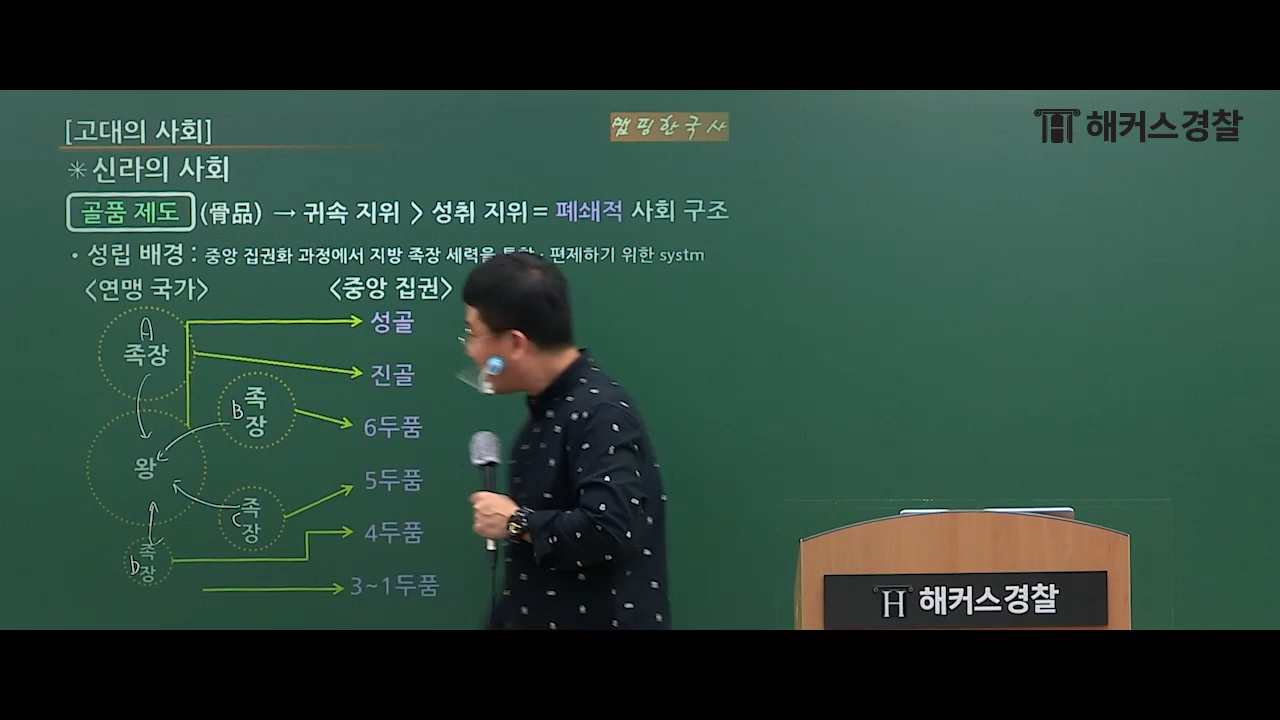 [고대의 사회]
맵핑한국사
해커스경찰
✳신라의 사회
골품 제도 (骨品) → 귀속 지위 > 성취 지위 = 폐쇄적 사회 구조
• 성립 배경 : 중앙 집권화 과정에서 지방 족장 세력을 · 편제하기 위한 systm
<연맹 국가> <중앙 집권>
A
족장
성골
진골
B
족
장
6두품
왕
5두품
C
족
장
4두품
b
족
장
3~1두품
해커스경찰